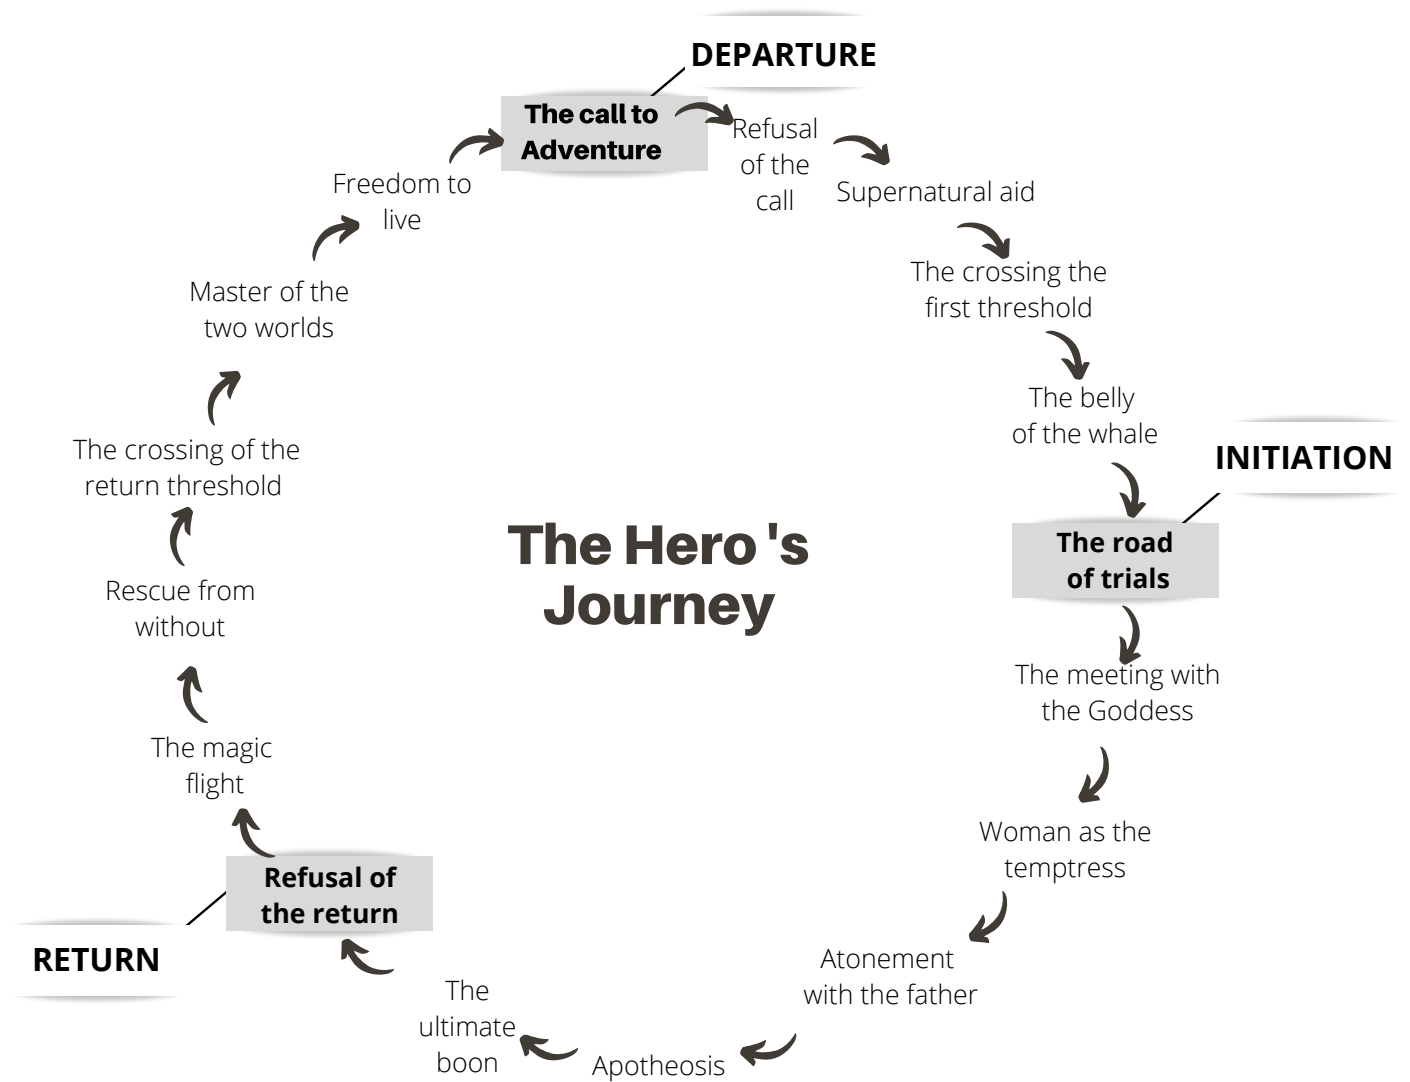 DEPARTURE
The call to
Adventure
Refusal
of the
call
Supernatural aid
The crossing the
first threshold
The belly
of the whale
INITIATION
The road
of trials
The meeting with
the Goddess
Woman as the
temptress
Atonement
with the father
Apotheosis
The
ultimate
boon
RETURN
Refusal of
the return
The magic
flight
Rescue from
without
The crossing of the
return threshold
Master of the
two worlds
Freedom to
live
The Hero 's
Journey